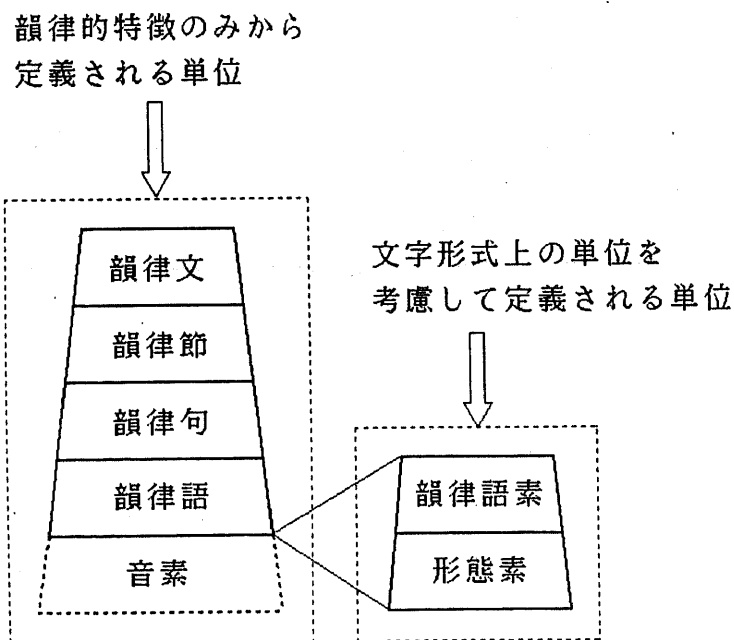 韻律的特徴のみから
定義される単位
韻律文
韻律節
韻律句
韻律語
音素
文字形式上の単位を
考慮して定義される単位
韻律語素
形態素